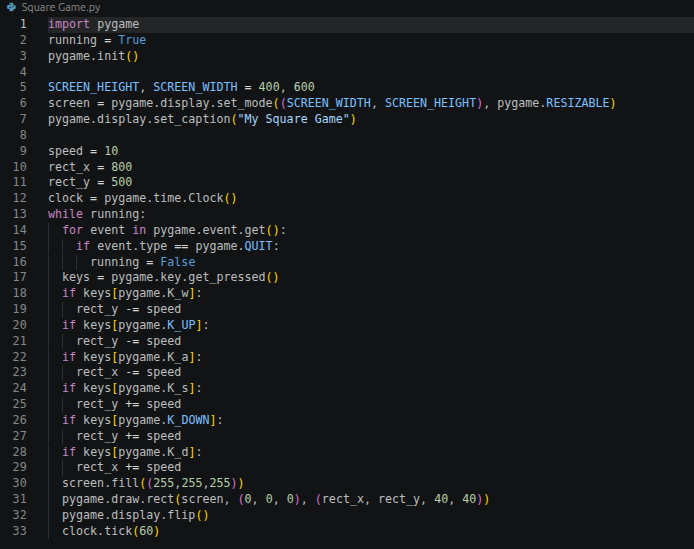 Square Game.py
1 import pygame
2 running = True
3 pygame.init()
4
5 SCREEN_HEIGHT, SCREEN_WIDTH = 400, 600
6 screen = pygame.display.set_mode((SCREEN_WIDTH, SCREEN_HEIGHT), pygame.RESIZABLE)
7 pygame.display.set_caption("My Square Game")
8
9 speed = 10
10 rect_x = 800
11 rect_y = 500
12 clock = pygame.time.Clock()
13 while running:
14   for event in pygame.event.get():
15     if event.type == pygame.QUIT:
16       running = False
17   keys = pygame.key.get_pressed()
18   if keys[pygame.K_w]:
19     rect_y -= speed
20   if keys[pygame.K_UP]:
21     rect_y -= speed
22   if keys[pygame.K_a]:
23     rect_x -= speed
24   if keys[pygame.K_s]:
25     rect_y += speed
26   if keys[pygame.K_DOWN]:
27     rect_y += speed
28   if keys[pygame.K_d]:
29     rect_x += speed
30   screen.fill((255,255,255))
31   pygame.draw.rect(screen, (0, 0, 0), (rect_x, rect_y, 40, 40))
32   pygame.display.flip()
33   clock.tick(60)